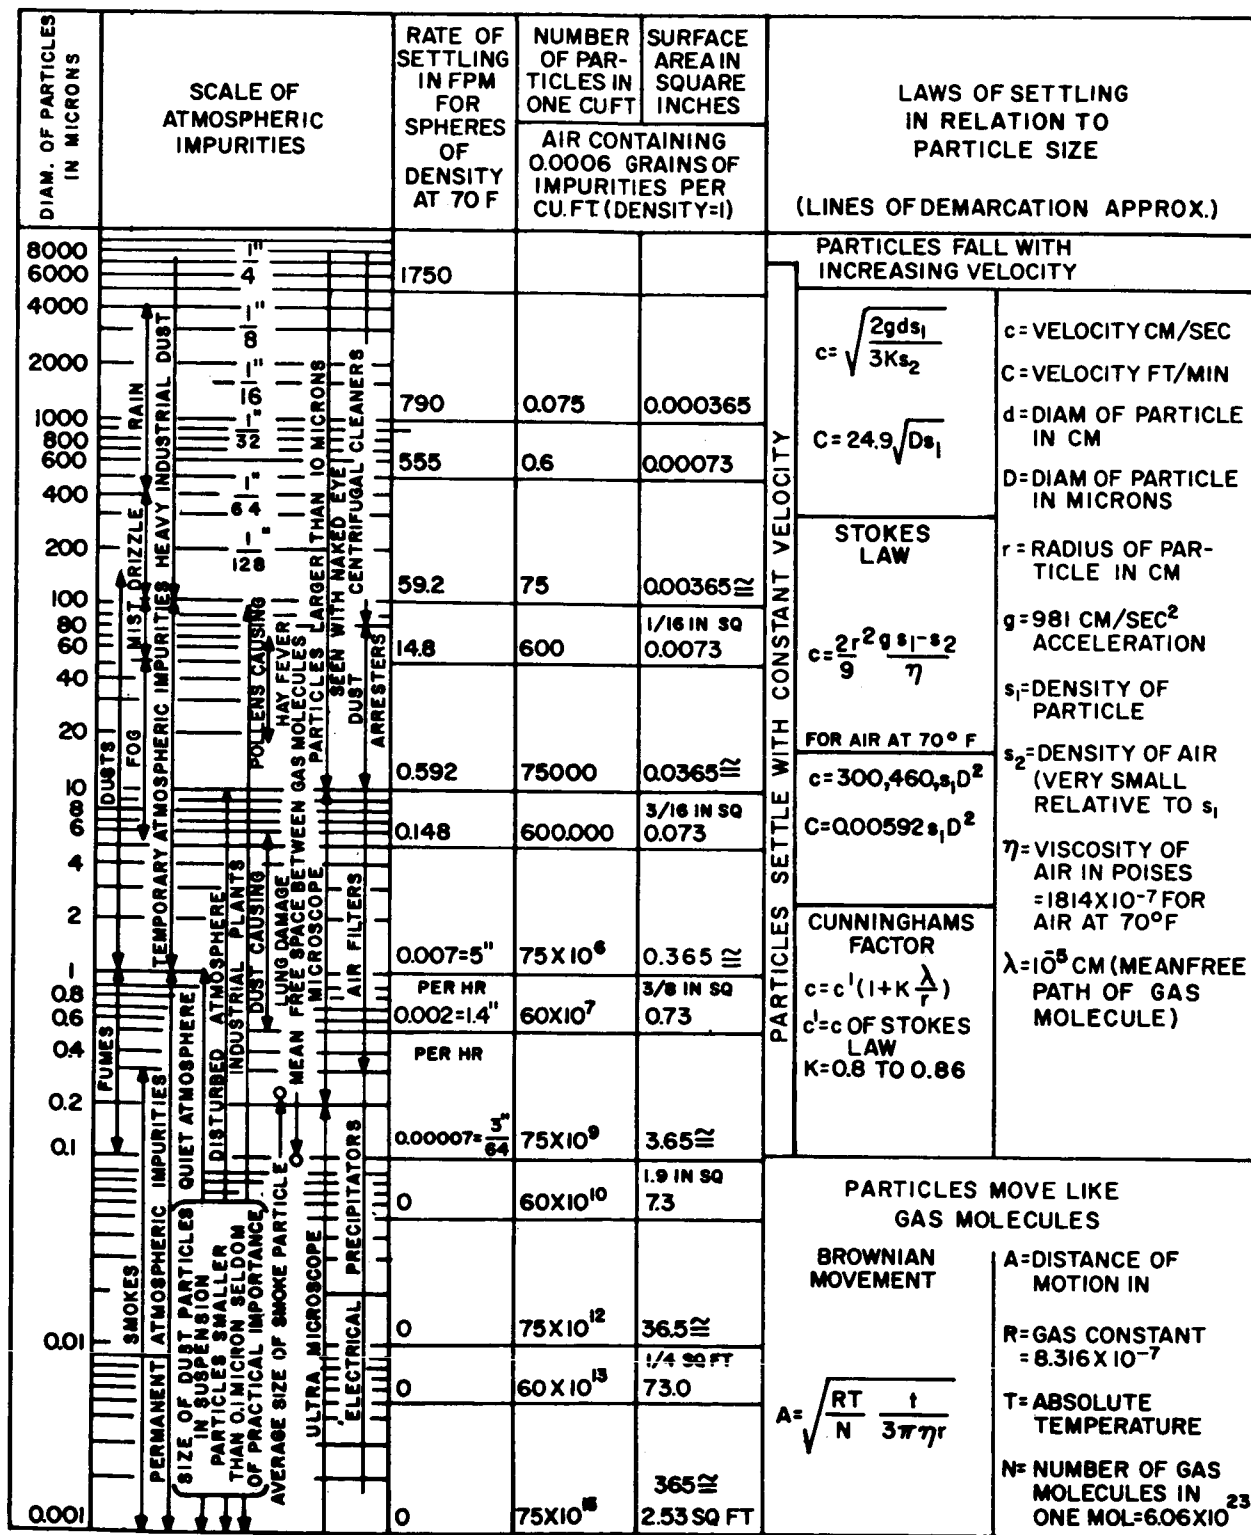 DIAM. OF PARTICLES
IN MICRONS
SCALE OF
ATMOSPHERIC
IMPURITIES
RATE OF
SETTLING
IN FPM
FOR
SPHERES
OF
DENSITY
AT 70 F
NUMBER
OF PAR-
TICLES IN
ONE CU FT
SURFACE
AREA IN
SQUARE
INCHES
AIR CONTAINING
0.0006 GRAINS OF
IMPURITIES PER
CU.FT. (DENSITY=1)
LAWS OF SETTLING
IN RELATION TO
PARTICLE SIZE
(LINES OF DEMARCATION APPROX.)
8000
6000
4000
2000
1000
800
600
400
200
100
80
60
40
20
10
8
6
4
2
1
0.8
0.6
0.4
0.2
0.1
0.01
0.001
1/4"
1/8"
1/16"
1/32"
1/64"
1/128"
DUSTS
FUMES
SMOKES
RAIN
DRIZZLE
MIST
FOG
HEAVY INDUSTRIAL DUST
TEMPORARY ATMOSPHERIC IMPURITIES
PERMANENT ATMOSPHERIC IMPURITIES
QUIET ATMOSPHERE
DISTURBED ATMOSPHERE
INDUSTRIAL PLANTS
SIZE OF DUST PARTICLES
IN SUSPENSION
PARTICLES SMALLER
THAN 0.1 MICRON SELDOM
OF PRACTICAL IMPORTANCE
POLLENS CAUSING
HAY FEVER
DUST CAUSING
LUNG DAMAGE
MEAN FREE SPACE BETWEEN GAS MOLECULES
AVERAGE SIZE OF SMOKE PARTICLE
PARTICLES LARGER THAN 10 MICRONS
SEEN WITH NAKED EYE
MICROSCOPE
ULTRA MICROSCOPE
CENTRIFUGAL CLEANERS
DUST
ARRESTERS
AIR FILTERS
ELECTRICAL PRECIPITATORS
1750
790 0.075 0.000365
555 0.6 0.00073
59.2 75 0.00365≅
1/16 IN SQ
14.8 600 0.0073
0.592 75000 0.0365≅
3/16 IN SQ
0.148 600.000 0.073
0.007=5" 75X10⁶ 0.365≅
PER HR 3/8 IN SQ
0.002=1.4" 60X10⁷ 0.73
PER HR
0.00007=3/64" 75X10⁹ 3.65≅
1.9 IN SQ
0 60X10¹⁰ 7.3
0 75X10¹² 36.5≅
1/4 SQ FT
0 60X10¹³ 73.0
365≅
0 2.53 SQ FT
PARTICLES FALL WITH
INCREASING VELOCITY
PARTICLES SETTLE WITH CONSTANT VELOCITY
c=√(2gds₁/3Ks₂)
C=24.9√Ds₁
STOKES
LAW
c=2r²/9 g s₁-s₂/η
FOR AIR AT 70° F
c=300,460,s₁D²
C=0.00592s₁D²
CUNNINGHAMS
FACTOR
c=c'(1+K λ/r)
c'=c OF STOKES
LAW
K=0.8 TO 0.86
c=VELOCITY CM/SEC
C=VELOCITY FT/MIN
d=DIAM OF PARTICLE
IN CM
D=DIAM OF PARTICLE
IN MICRONS
r=RADIUS OF PAR-
TICLE IN CM
g=981 CM/SEC²
ACCELERATION
s₁=DENSITY OF
PARTICLE
s₂=DENSITY OF AIR
(VERY SMALL
RELATIVE TO s₁
η=VISCOSITY OF
AIR IN POISES
=1814X10⁻⁷ FOR
AIR AT 70°F
λ=10⁻⁵ CM (MEAN FREE
PATH OF GAS
MOLECULE)
PARTICLES MOVE LIKE
GAS MOLECULES
BROWNIAN
MOVEMENT
A=√(RT/N t/3πηr)
A=DISTANCE OF
MOTION IN
R=GAS CONSTANT
=8.316X10⁻⁷
T=ABSOLUTE
TEMPERATURE
N=NUMBER OF GAS
MOLECULES IN
ONE MOL=6.06X10²³